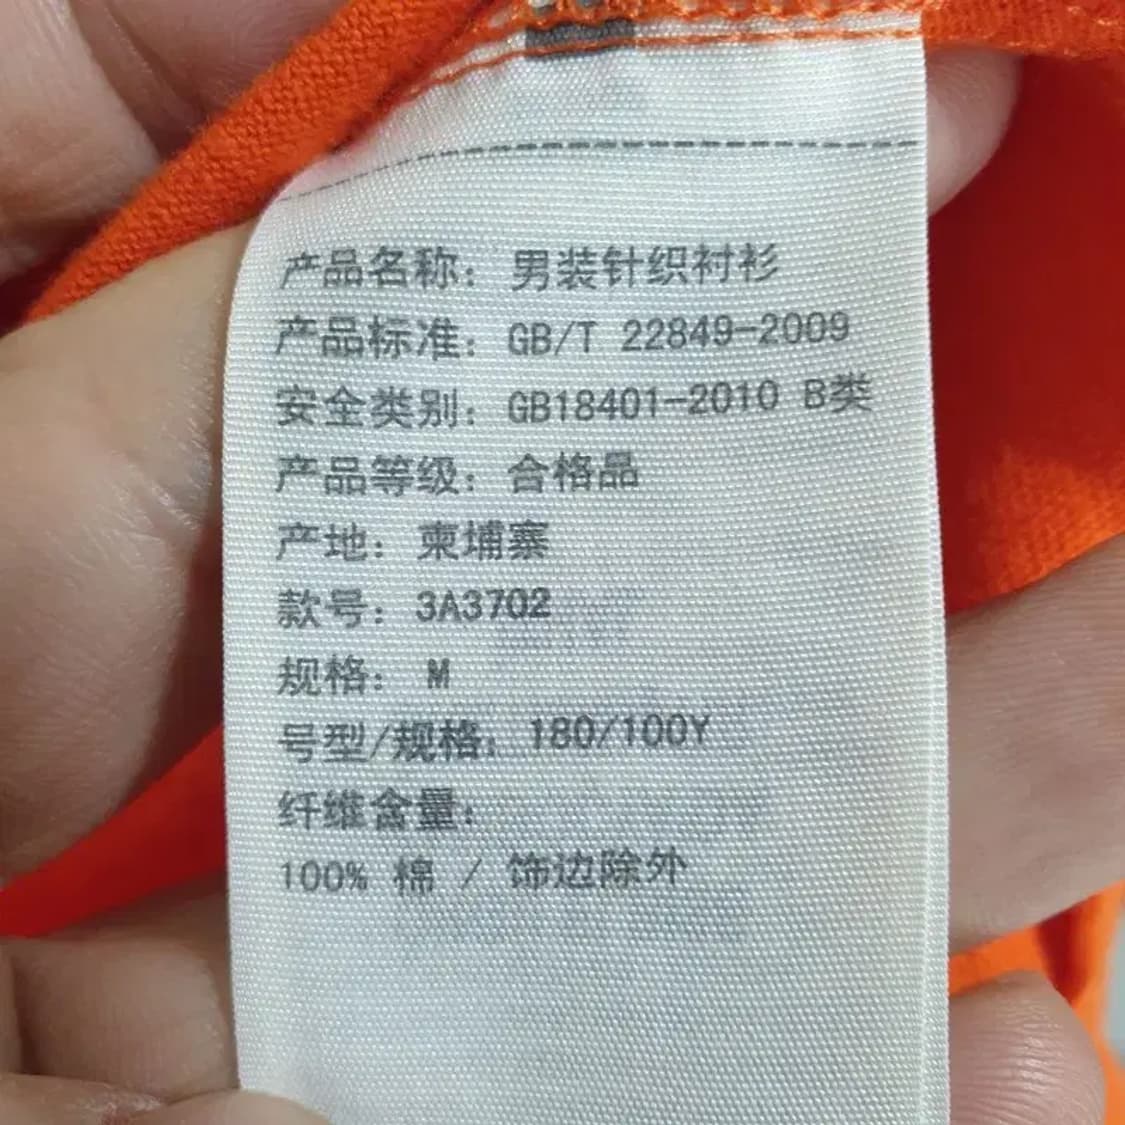 产品名称：男装针织衬衫
产品标准：GB/T 22849-2009
安全类别：GB18401-2010 B类
产品等级：合格品
产地：柬埔寨
款号：3A3702
规格：M
号型/规格：180/100Y
纤维含量：
100% 棉 / 饰边除外